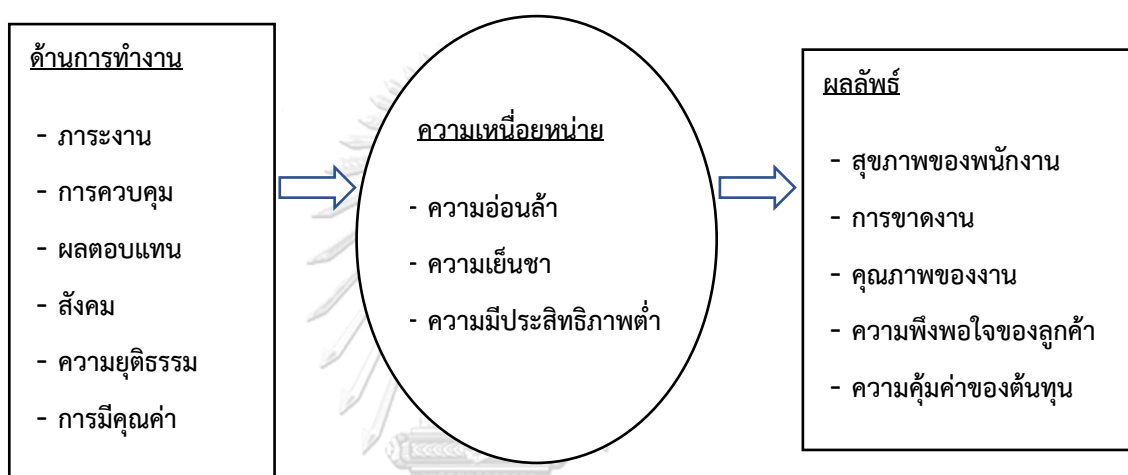 ด้านการทำงาน
- ภาระงาน
- การควบคุม
- ผลตอบแทน
- สังคม
- ความยุติธรรม
- การมีคุณค่า
ความเหนื่อยหน่าย
- ความอ่อนล้า
- ความเย็นชา
- ความมีประสิทธิภาพต่ำ
ผลลัพธ์
- สุขภาพของพนักงาน
- การขาดงาน
- คุณภาพของงาน
- ความพึงพอใจของลูกค้า
- ความคุ้มค่าของต้นทุน